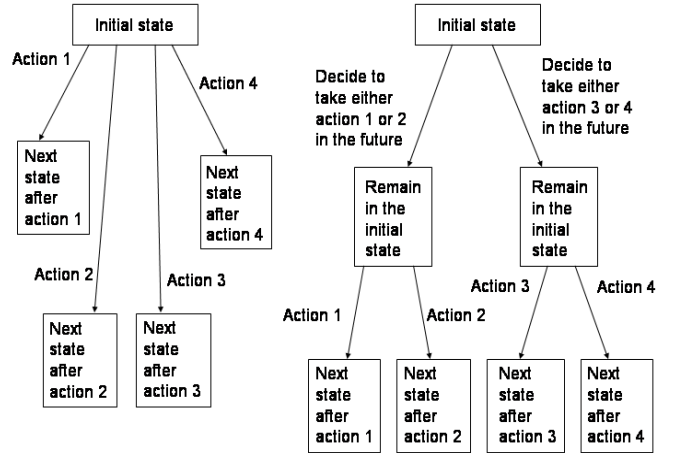 Initial state
Action 1
Action 4
Next
state
after
action 1
Next
state
after
action 4
Action 2
Action 3
Next
state
after
action 2
Next
state
after
action 3
Initial state
Decide to
take either
action 1 or 2
in the future
Decide to
take either
action 3 or 4
in the future
Remain
in the
initial
state
Remain
in the
initial
state
Action 1
Action 2
Action 3
Action 4
Next
state
after
action 1
Next
state
after
action 2
Next
state
after
action 3
Next
state
after
action 4